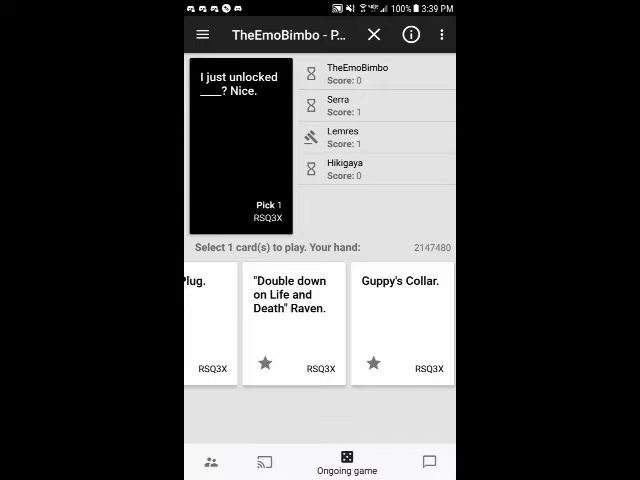 100% 3:39 PM
TheEmoBimbo - P...
I just unlocked
____? Nice.
Pick 1
RSQ3X
TheEmoBimbo
Score: 0
Serra
Score: 1
Lemres
Score: 1
Hikigaya
Score: 0
Select 1 card(s) to play. Your hand: 2147480
Plug.
RSQ3X
"Double down
on Life and
Death" Raven.
RSQ3X
Guppy's Collar.
RSQ3X
Ongoing game